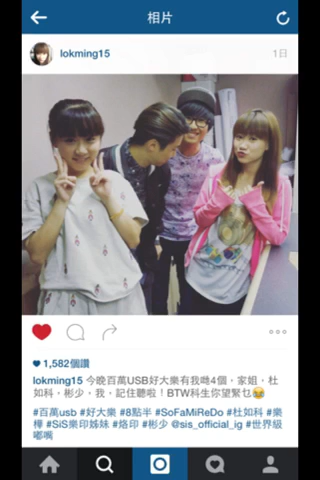 相片
lokming15
1日
1,582個讚
lokming15 今晚百萬USB好大樂有我哋4個，家姐，杜
如科生，彬少，我，記住聽啦！BTW科生你望緊乜😂
#百萬usb #好大樂 #8點半 #SoFaMiReDo #杜如科 #樂
樺 #SiS樂印姊妹 #烙印 #彬少 @sis_official_ig #世界級
嘟嘴